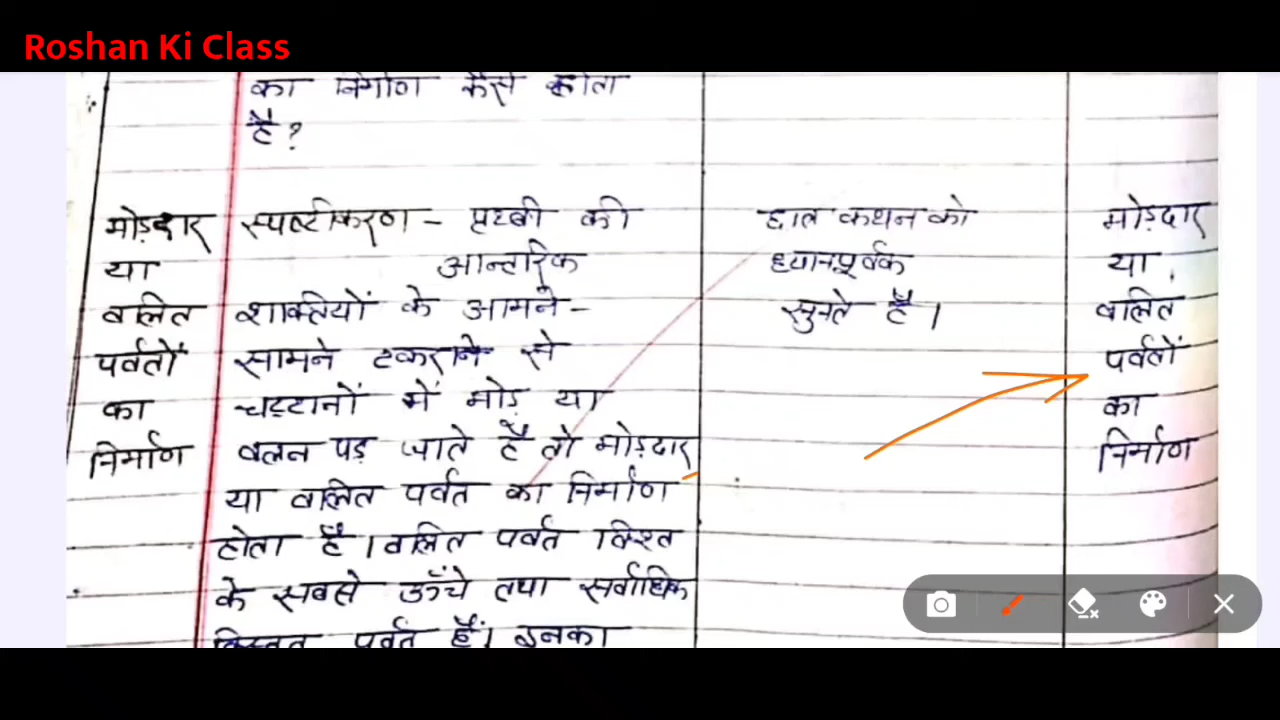 Roshan Ki Class
का निर्माण कैसे होता
है?
मोड़दार
या
वलित
पर्वतों
का
निर्माण
स्पष्टीकरण – पृथ्वी की
आन्तरिक
शक्तियों के आमने–
सामने टकराने से
चट्टानों में मोड़ या
वलन पड़ जाते हैं तो मोड़दार
या वलित पर्वत का निर्माण
होता है। वलित पर्वत विश्व
के सबसे ऊँचे तथा सर्वाधिक
विस्तृत पर्वत हैं। इनका
छात्र कथन को
ध्यानपूर्वक
सुनते हैं।
मोड़दार
या
वलित
पर्वतों
का
निर्माण